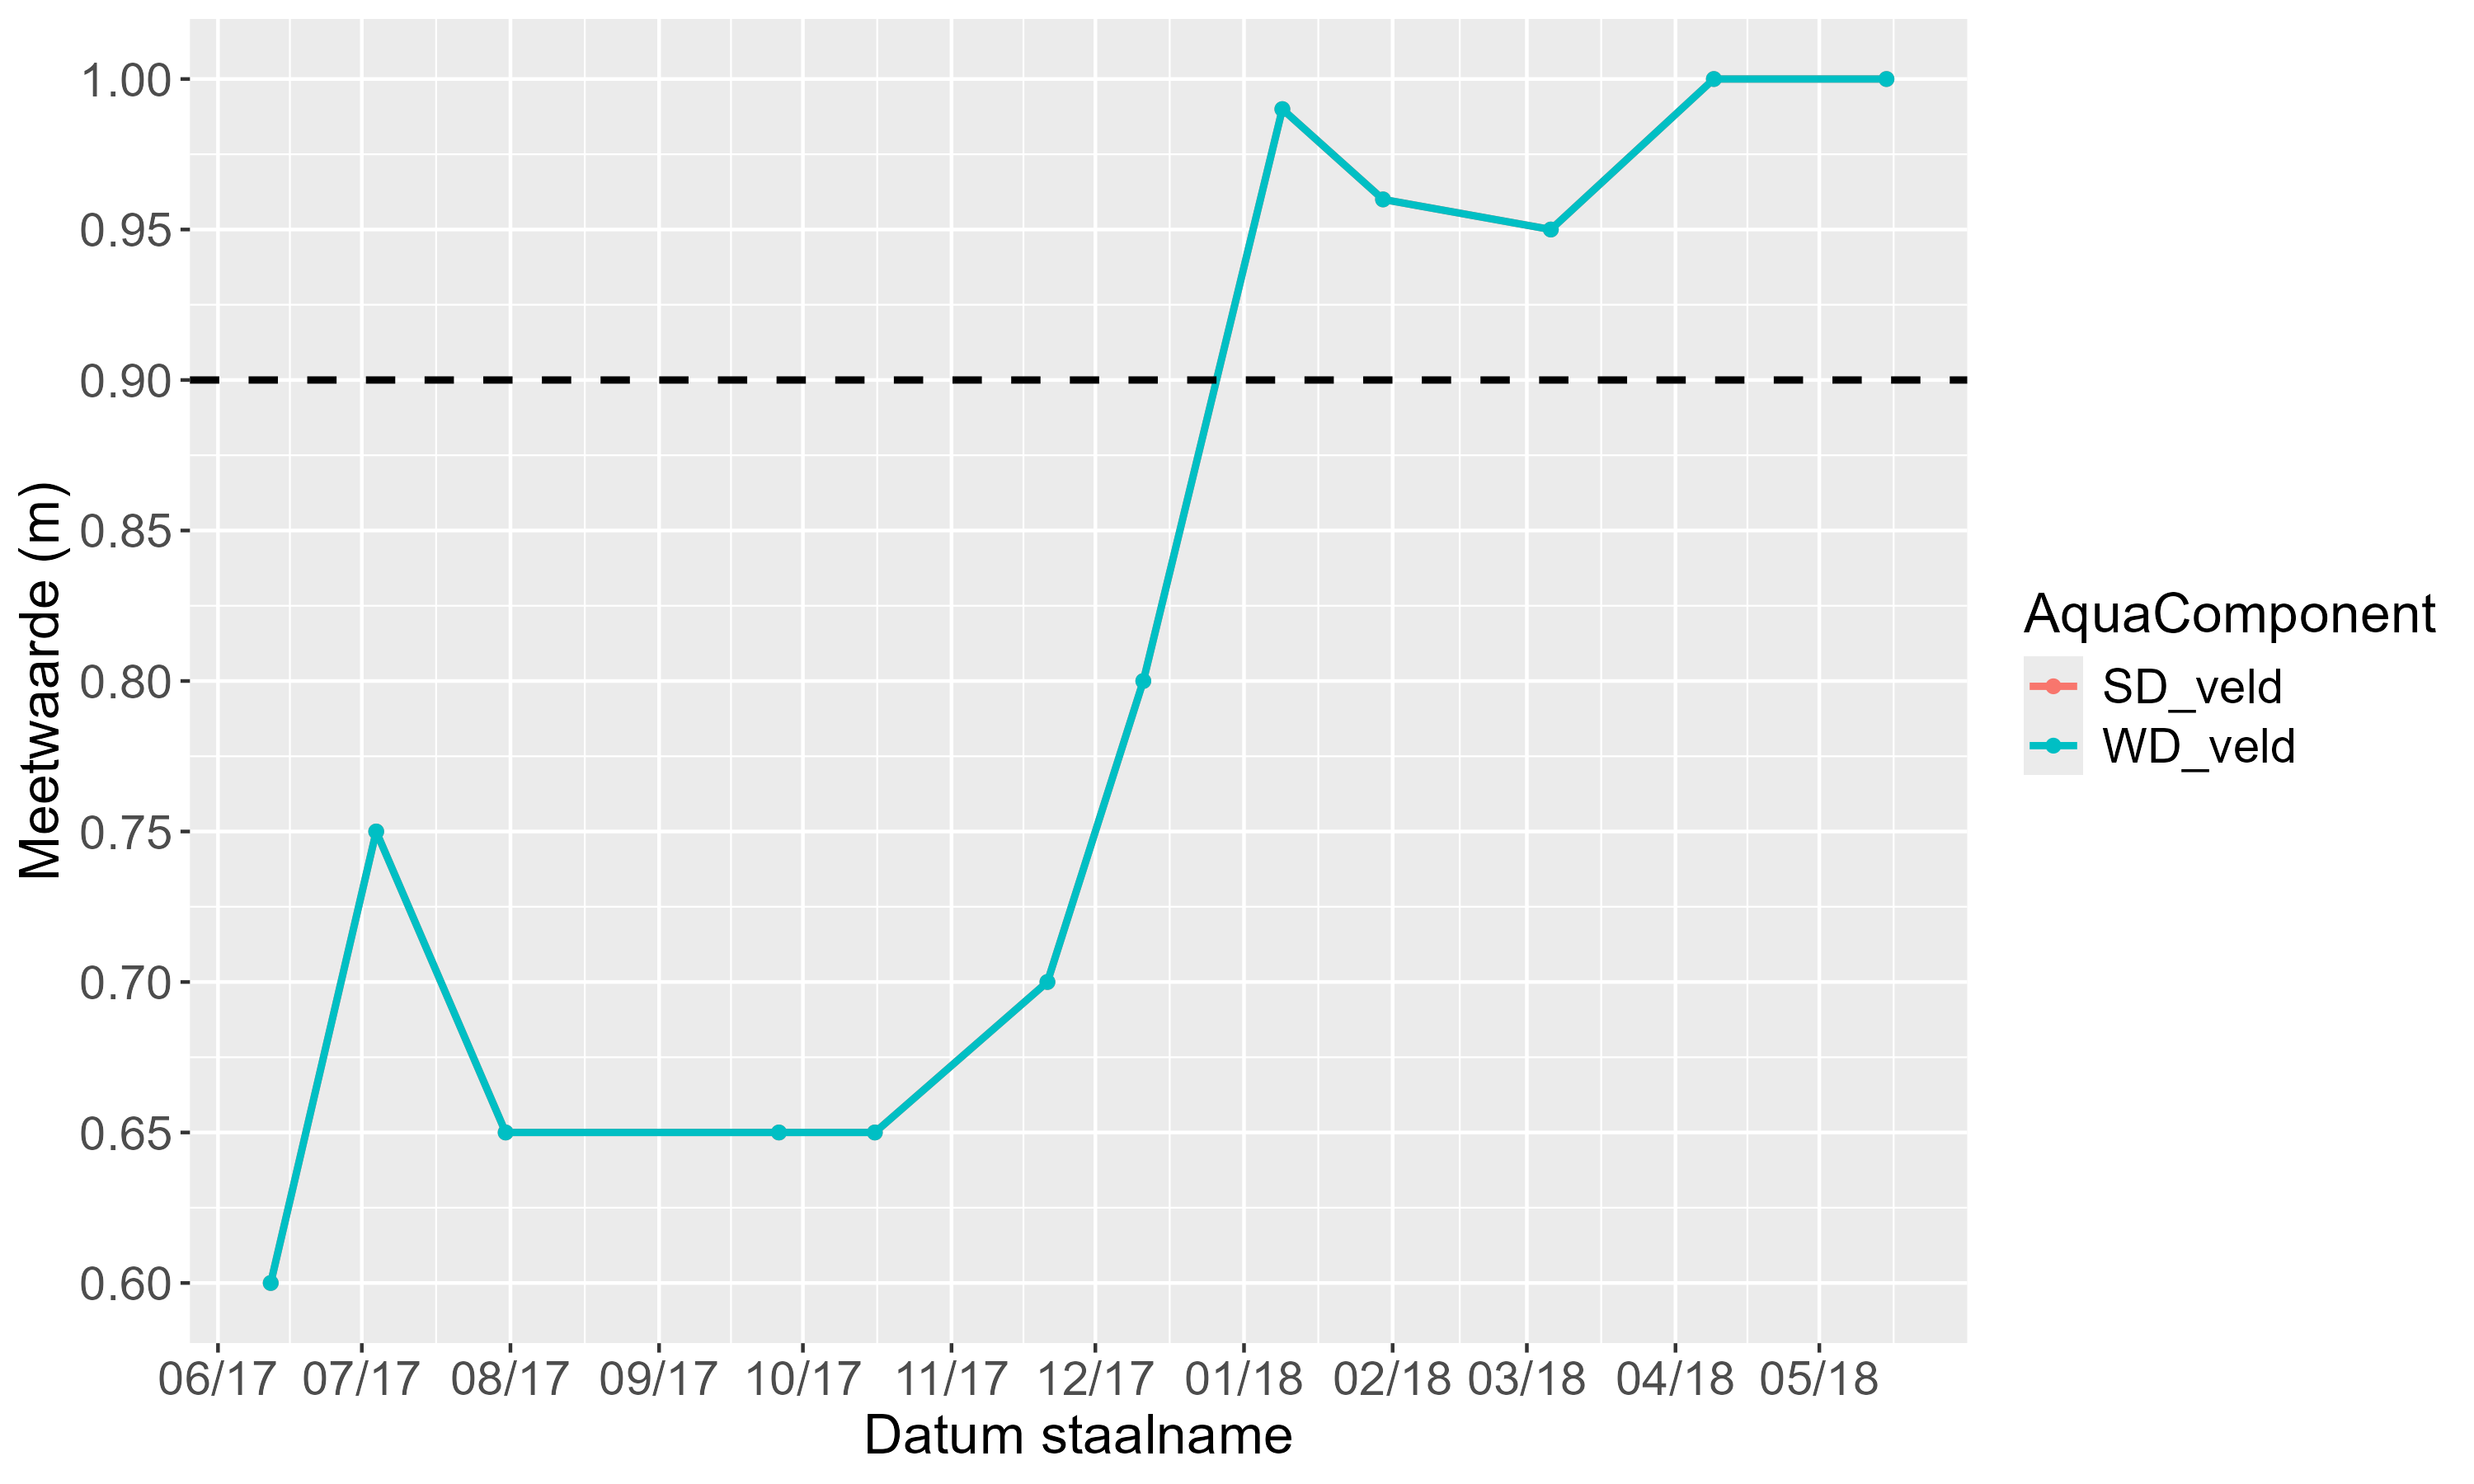 Meetwaarde (m)
1.00
0.95
0.90
0.85
0.80
0.75
0.70
0.65
0.60
06/17 07/17 08/17 09/17 10/17 11/17 12/17 01/18 02/18 03/18 04/18 05/18
Datum staalname
AquaComponent
SD_veld
WD_veld